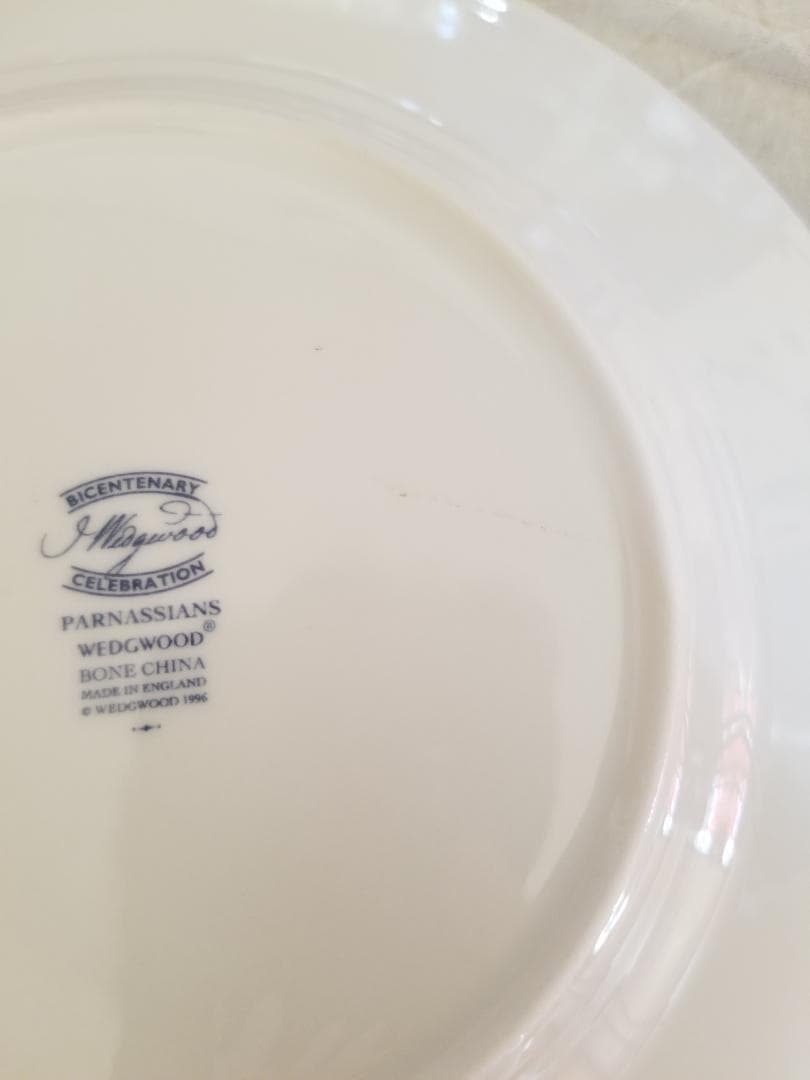 BICENTENARY
J Wedgwood
CELEBRATION
PARNASSIANS
WEDGWOOD®
BONE CHINA
MADE IN ENGLAND
© WEDGWOOD 1996